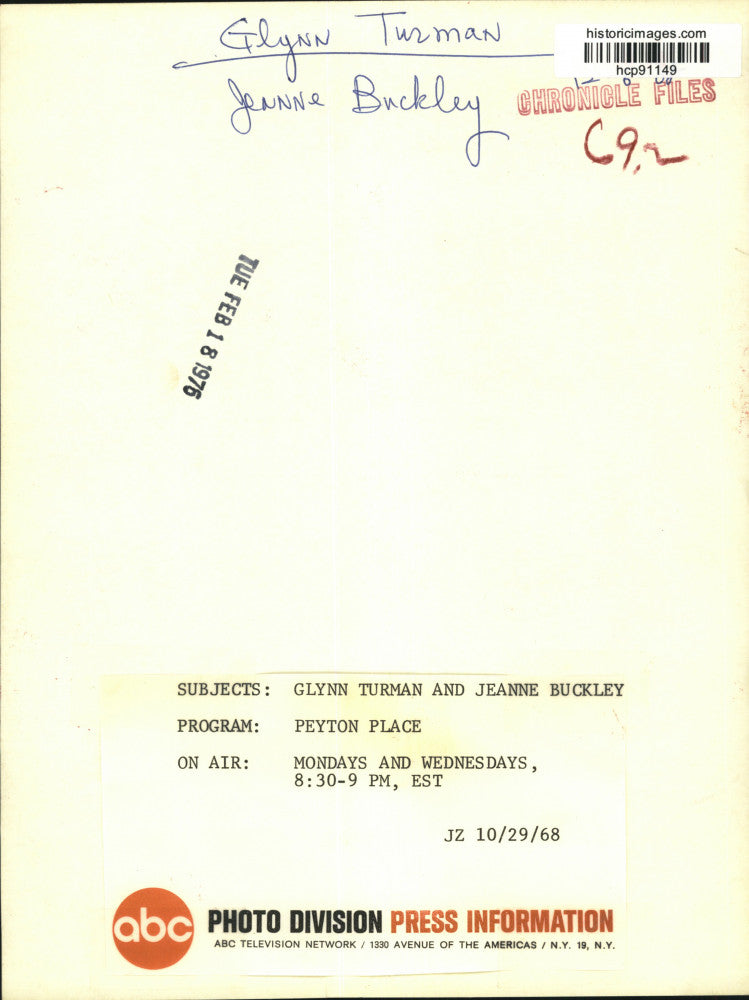 Glynn Turman
historicimages.com
hcp91149
Jeanne Buckley
CHRONICLE FILES
69.2
TUE FEB 18 1976
SUBJECTS: GLYNN TURMAN AND JEANNE BUCKLEY
PROGRAM: PEYTON PLACE
ON AIR: MONDAYS AND WEDNESDAYS,
8:30-9 PM, EST
JZ 10/29/68
abc PHOTO DIVISION PRESS INFORMATION
ABC TELEVISION NETWORK / 1330 AVENUE OF THE AMERICAS / N.Y. 19, N.Y.